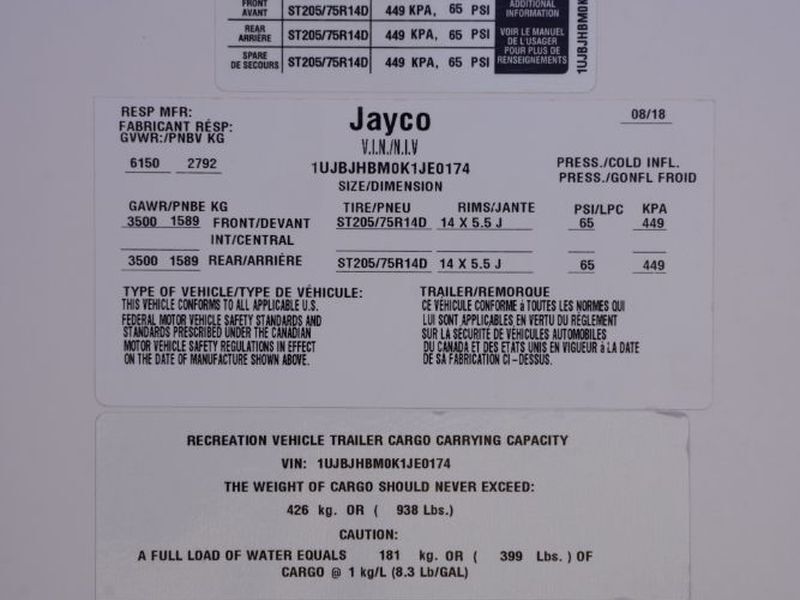 FRONT
AVANT
ST205/75R14D 449 KPA, 65 PSI
ADDITIONAL
INFORMATION
REAR
ARRIÈRE
ST205/75R14D 449 KPA, 65 PSI
SPARE
DE SECOURS
ST205/75R14D 449 KPA, 65 PSI
VOIR LE MANUEL
DE L'USAGER
POUR PLUS DE
RENSEIGNEMENTS
1UJBJHBM0K
RESP MFR:
FABRICANT RÉSP:
GVWR:/PNBV KG
6150 2792
Jayco
08/18
V.I.N./N.I.V
1UJBJHBM0K1JE0174
SIZE/DIMENSION
PRESS./COLD INFL.
PRESS./GONFL FROID
GAWR/PNBE KG TIRE/PNEU RIMS/JANTE PSI/LPC KPA
3500 1589 FRONT/DEVANT ST205/75R14D 14 X 5.5 J 65 449
INT/CENTRAL
3500 1589 REAR/ARRIÈRE ST205/75R14D 14 X 5.5 J 65 449
TYPE OF VEHICLE/TYPE DE VÉHICULE: TRAILER/REMORQUE
THIS VEHICLE CONFORMS TO ALL APPLICABLE U.S.
FEDERAL MOTOR VEHICLE SAFETY STANDARDS AND
STANDARDS PRESCRIBED UNDER THE CANADIAN
MOTOR VEHICLE SAFETY REGULATIONS IN EFFECT
ON THE DATE OF MANUFACTURE SHOWN ABOVE.
CE VÉHICULE CONFORME à TOUTES LES NORMES QUI
LUI SONT APPLICABLES EN VERTU DU RÈGLEMENT
SUR LA SÉCURITÉ DE VÉHICULES AUTOMOBILES
DU CANADA ET DES ETATS UNIS EN VIGUEUR à LA DATE
DE SA FABRICATION CI-DESSUS.
RECREATION VEHICLE TRAILER CARGO CARRYING CAPACITY
VIN: 1UJBJHBM0K1JE0174
THE WEIGHT OF CARGO SHOULD NEVER EXCEED:
426 kg. OR ( 938 Lbs.)
CAUTION:
A FULL LOAD OF WATER EQUALS 181 kg. OR ( 399 Lbs. ) OF
CARGO @ 1 kg/L (8.3 Lb/GAL)